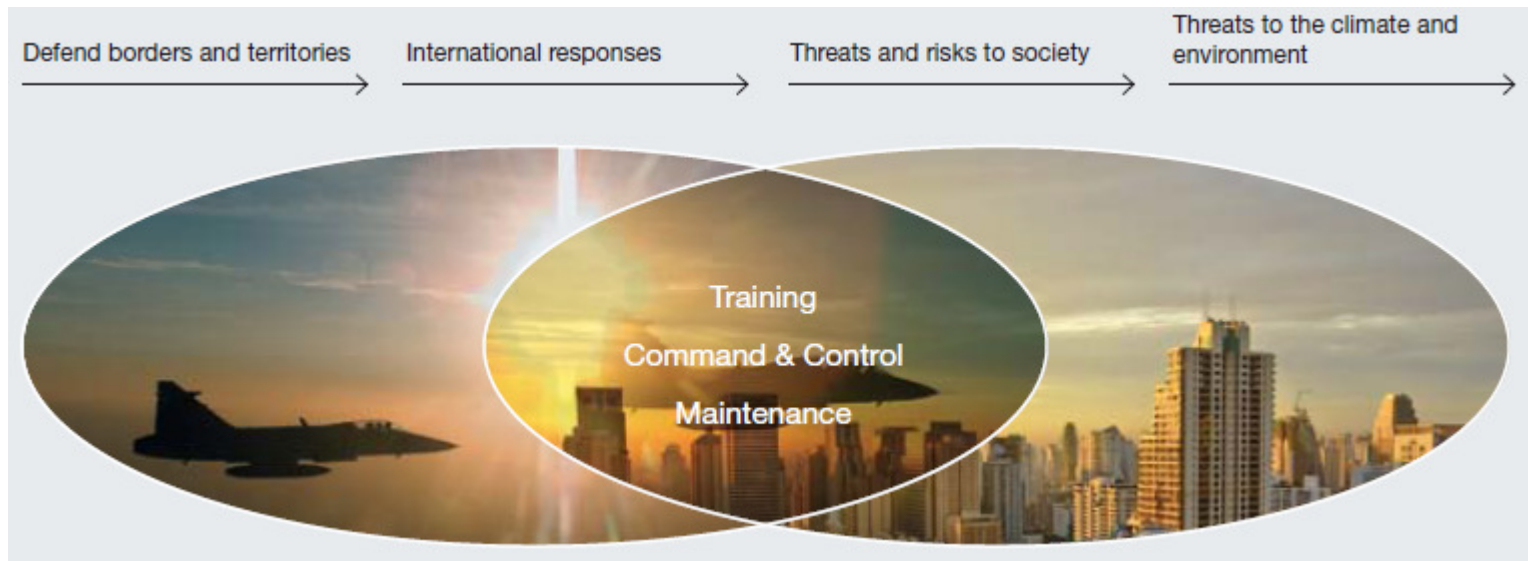 Defend borders and territories
International responses
Threats and risks to society
Threats to the climate and
environment
Training
Command & Control
Maintenance